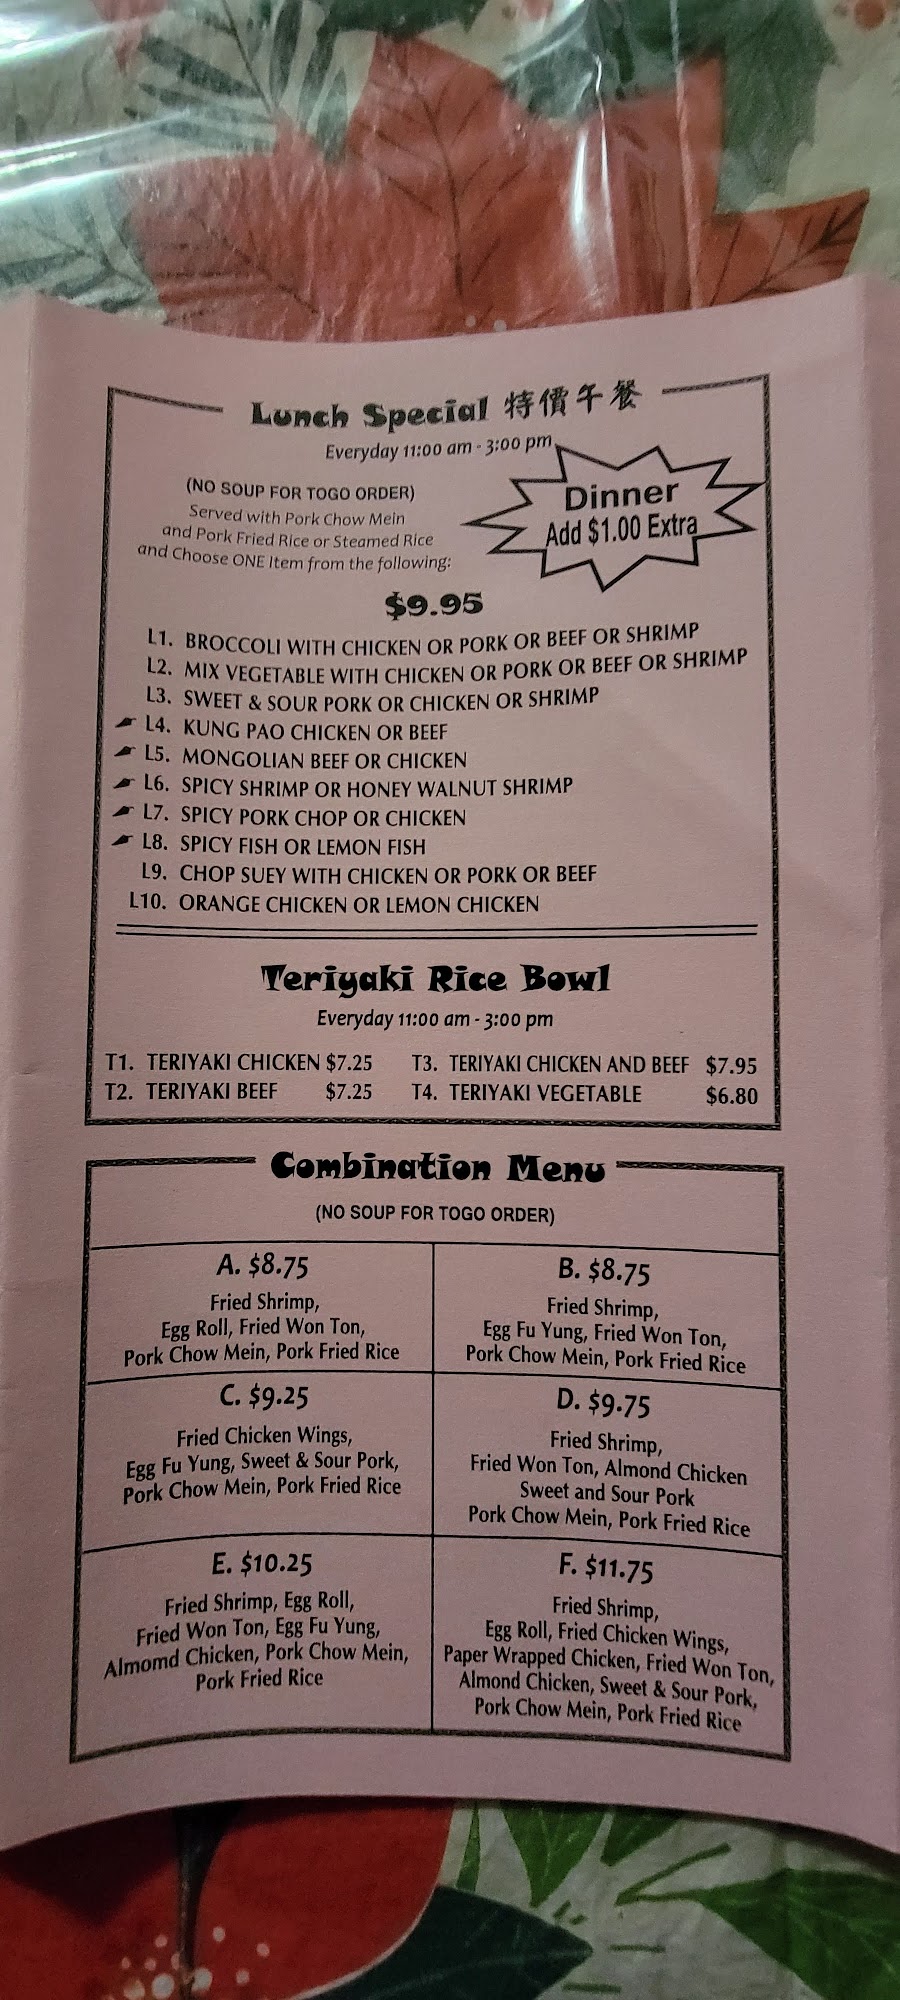 Lunch Special 特價午餐
Everyday 11:00 am - 3:00 pm
(NO SOUP FOR TOGO ORDER)
Served with Pork Chow Mein
and Pork Fried Rice or Steamed Rice
and Choose ONE Item from the following:
Dinner
Add $1.00 Extra
$9.95
L1. BROCCOLI WITH CHICKEN OR PORK OR BEEF OR SHRIMP
L2. MIX VEGETABLE WITH CHICKEN OR PORK OR BEEF OR SHRIMP
L3. SWEET & SOUR PORK OR CHICKEN OR SHRIMP
L4. KUNG PAO CHICKEN OR BEEF
L5. MONGOLIAN BEEF OR CHICKEN
L6. SPICY SHRIMP OR HONEY WALNUT SHRIMP
L7. SPICY PORK CHOP OR CHICKEN
L8. SPICY FISH OR LEMON FISH
L9. CHOP SUEY WITH CHICKEN OR PORK OR BEEF
L10. ORANGE CHICKEN OR LEMON CHICKEN
Teriyaki Rice Bowl
Everyday 11:00 am - 3:00 pm
T1. TERIYAKI CHICKEN $7.25
T2. TERIYAKI BEEF $7.25
T3. TERIYAKI CHICKEN AND BEEF $7.95
T4. TERIYAKI VEGETABLE $6.80
Combination Menu
(NO SOUP FOR TOGO ORDER)
A. $8.75
Fried Shrimp,
Egg Roll, Fried Won Ton,
Pork Chow Mein, Pork Fried Rice
B. $8.75
Fried Shrimp,
Egg Fu Yung, Fried Won Ton,
Pork Chow Mein, Pork Fried Rice
C. $9.25
Fried Chicken Wings,
Egg Fu Yung, Sweet & Sour Pork,
Pork Chow Mein, Pork Fried Rice
D. $9.75
Fried Shrimp,
Fried Won Ton, Almond Chicken
Sweet and Sour Pork
Pork Chow Mein, Pork Fried Rice
E. $10.25
Fried Shrimp, Egg Roll,
Fried Won Ton, Egg Fu Yung,
Almomd Chicken, Pork Chow Mein,
Pork Fried Rice
F. $11.75
Fried Shrimp,
Egg Roll, Fried Chicken Wings,
Paper Wrapped Chicken, Fried Won Ton,
Almond Chicken, Sweet & Sour Pork,
Pork Chow Mein, Pork Fried Rice